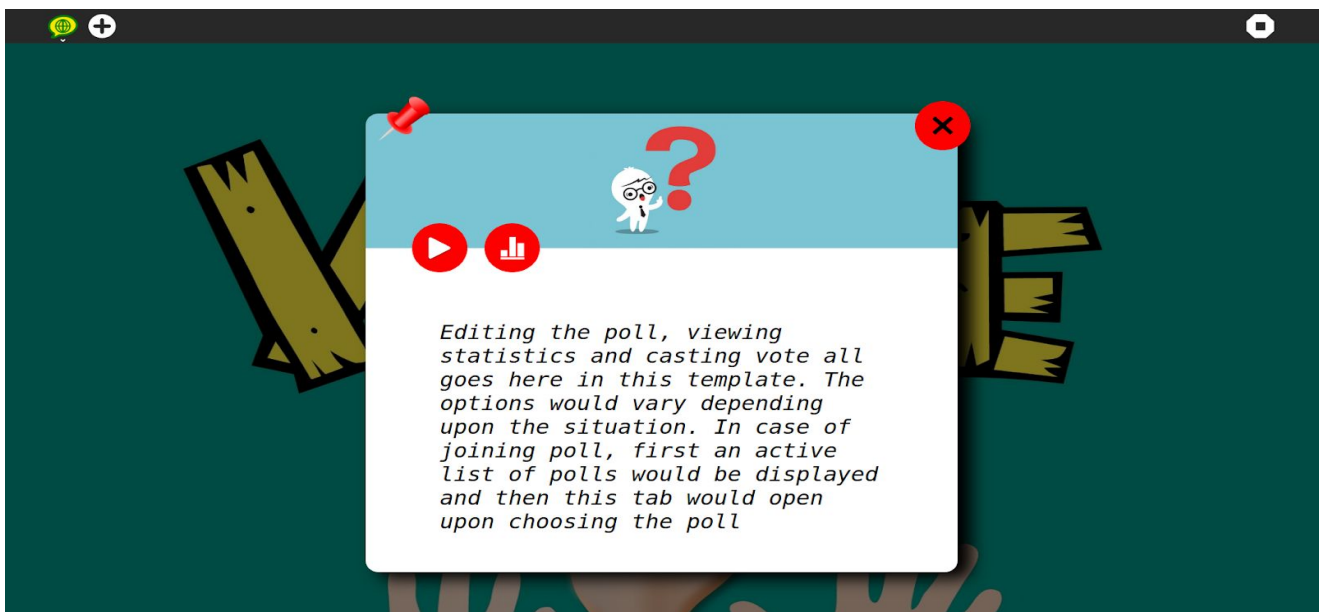 ?
Editing the poll, viewing
statistics and casting vote all
goes here in this template. The
options would vary depending
upon the situation. In case of
joining poll, first an active
list of polls would be displayed
and then this tab would open
upon choosing the poll